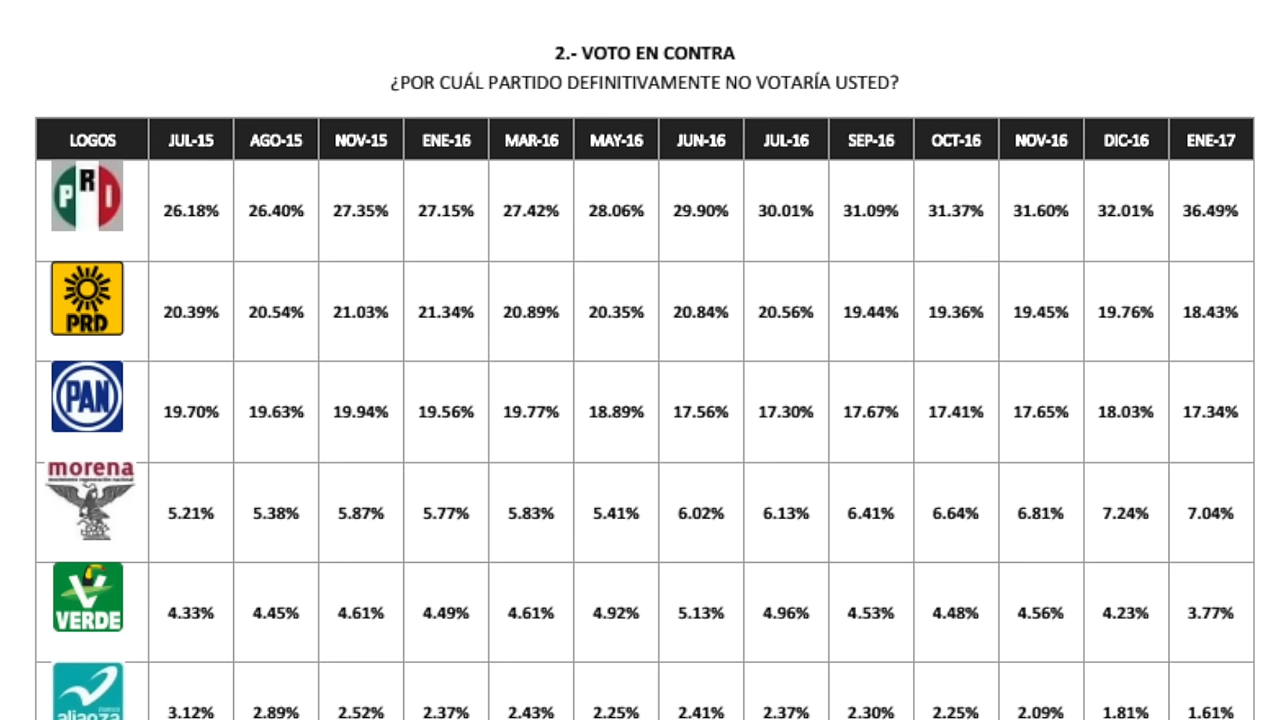 2.- VOTO EN CONTRA
¿POR CUÁL PARTIDO DEFINITIVAMENTE NO VOTARÍA USTED?
LOGOS JUL-15 AGO-15 NOV-15 ENE-16 MAR-16 MAY-16 JUN-16 JUL-16 SEP-16 OCT-16 NOV-16 DIC-16 ENE-17
PRI 26.18% 26.40% 27.35% 27.15% 27.42% 28.06% 29.90% 30.01% 31.09% 31.37% 31.60% 32.01% 36.49%
PRD 20.39% 20.54% 21.03% 21.34% 20.89% 20.35% 20.84% 20.56% 19.44% 19.36% 19.45% 19.76% 18.43%
PAN 19.70% 19.63% 19.94% 19.56% 19.77% 18.89% 17.56% 17.30% 17.67% 17.41% 17.65% 18.03% 17.34%
morena
5.21% 5.38% 5.87% 5.77% 5.83% 5.41% 6.02% 6.13% 6.41% 6.64% 6.81% 7.24% 7.04%
V
VERDE 4.33% 4.45% 4.61% 4.49% 4.61% 4.92% 5.13% 4.96% 4.53% 4.48% 4.56% 4.23% 3.77%
alianza 3.12% 2.89% 2.52% 2.37% 2.43% 2.25% 2.41% 2.37% 2.30% 2.25% 2.09% 1.81% 1.61%